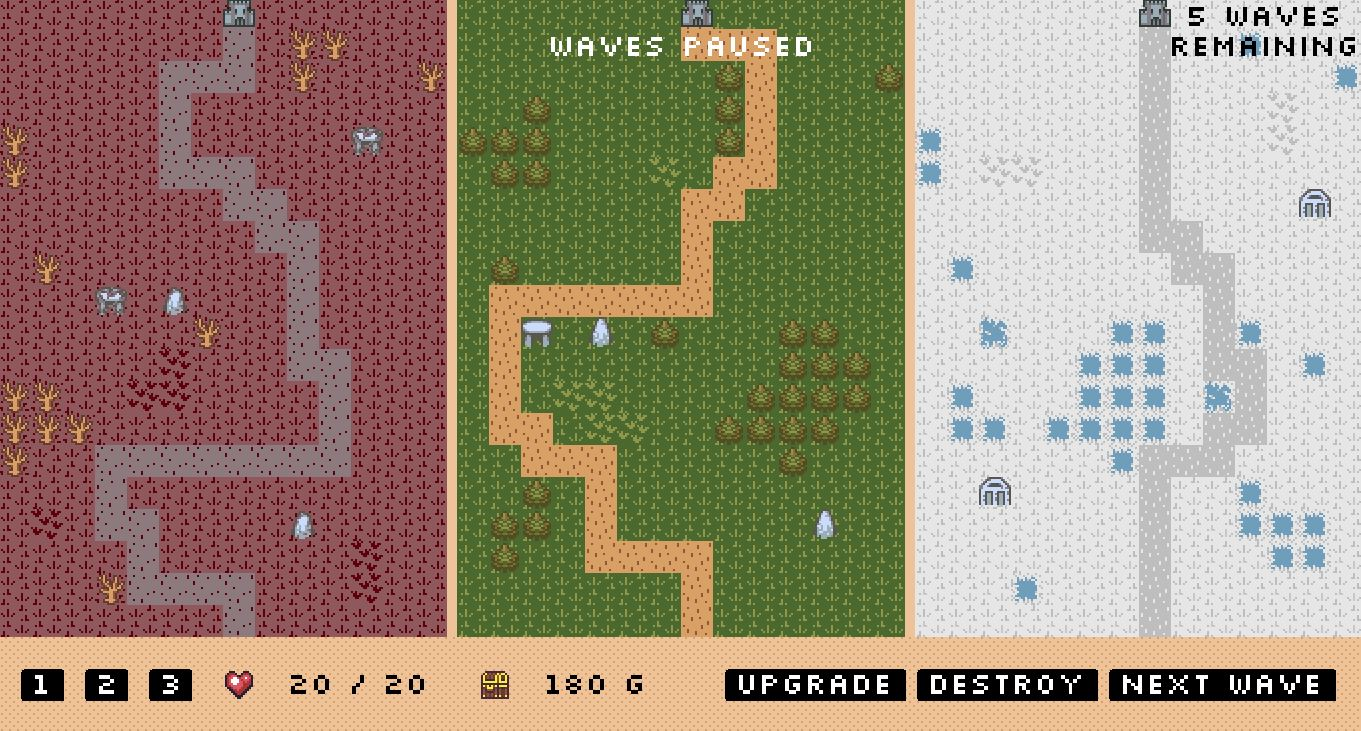 5 WAVES
REMAINING
WAVES PAUSED
1 2 3 20 / 20 180 G UPGRADE DESTROY NEXT WAVE